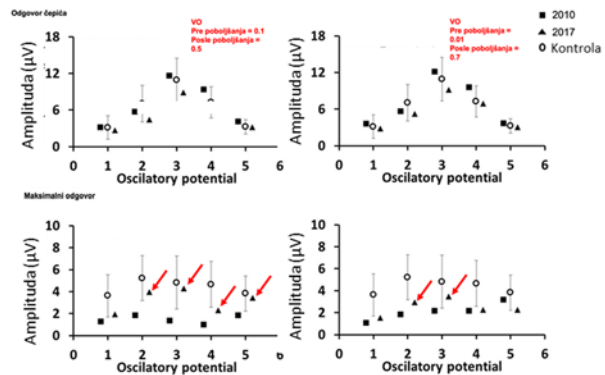 Odgovor čepića
VO
Pre poboljšanja = 0.1
Posle poboljšanja =
0.5
VO
Pre poboljšanja =
0.01
Posle poboljšanja =
0.7
2010
2017
Kontrola
Amplituda (µV)
18
12
6
0
0 1 2 3 4 5 6
Oscilatory potential
Amplituda (µV)
18
12
6
0
0 1 2 3 4 5 6
Oscilatory potential
Maksimalni odgovor
Amplituda (µV)
10
8
6
4
2
0
0 1 2 3 4 5 6
Oscilatory potential
Amplituda (µV)
10
8
6
4
2
0
0 1 2 3 4 5 6
Oscilatory potential